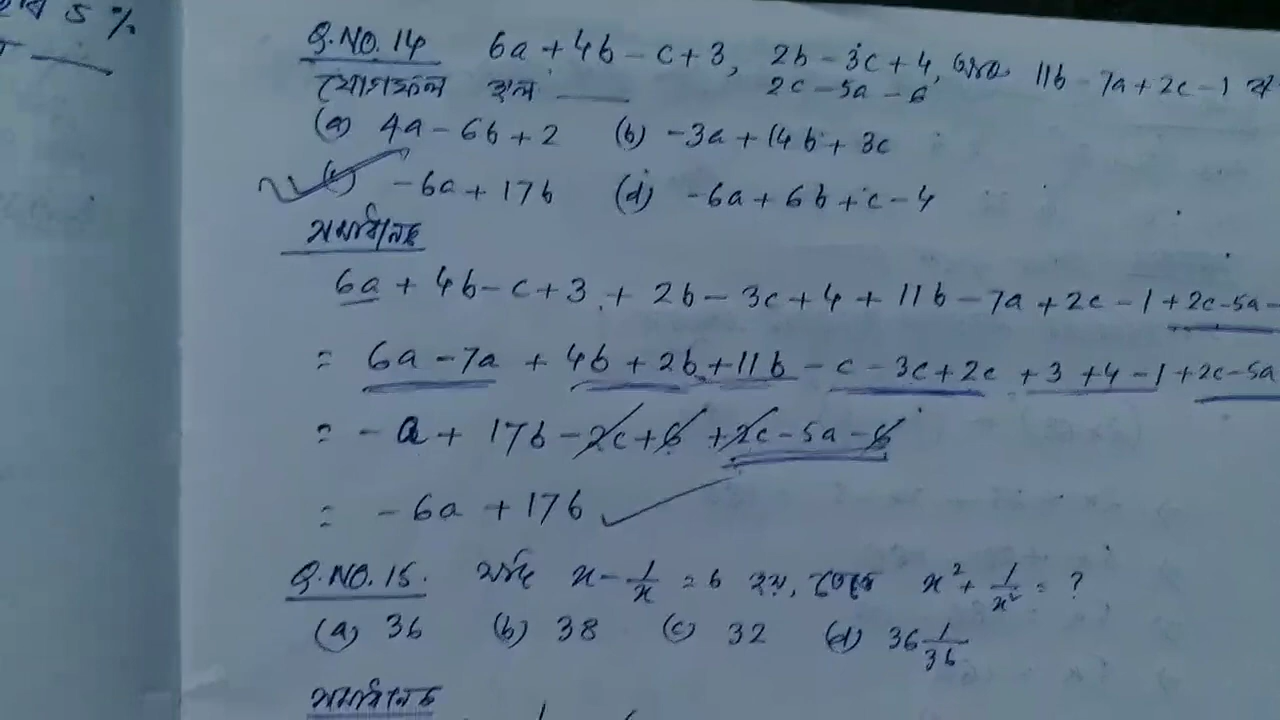 5 %
Q.NO.14 6a + 4b - c + 3, 2b - 3c + 4, এবং 11b - 7a + 2c - 1
যোগফল হল ___ 2c - 5a - 6
(a) 4a - 6b + 2 (b) -3a + 14b + 3c
(c) -6a + 17b (d) -6a + 6b + c - 4
সমাধানঃ
6a + 4b - c + 3 + 2b - 3c + 4 + 11b - 7a + 2c - 1 + 2c - 5a -
= 6a - 7a + 4b + 2b + 11b - c - 3c + 2c + 3 + 4 - 1 + 2c - 5a
= - a + 17b - 2c + 6 + 2c - 5a - 6
= - 6a + 17b
Q.NO.15. যদি x - 1/x = 6 হয়, তাহলে x² + 1/x² = ?
(a) 36 (b) 38 (c) 32 (d) 36 1/36
সমাধানঃ